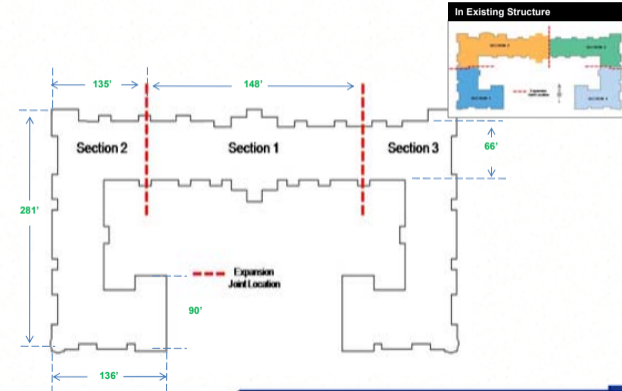 In Existing Structure
135'
148'
Section 2
Section 1
Section 3
66'
281'
Expansion
Joint Location
90'
136'